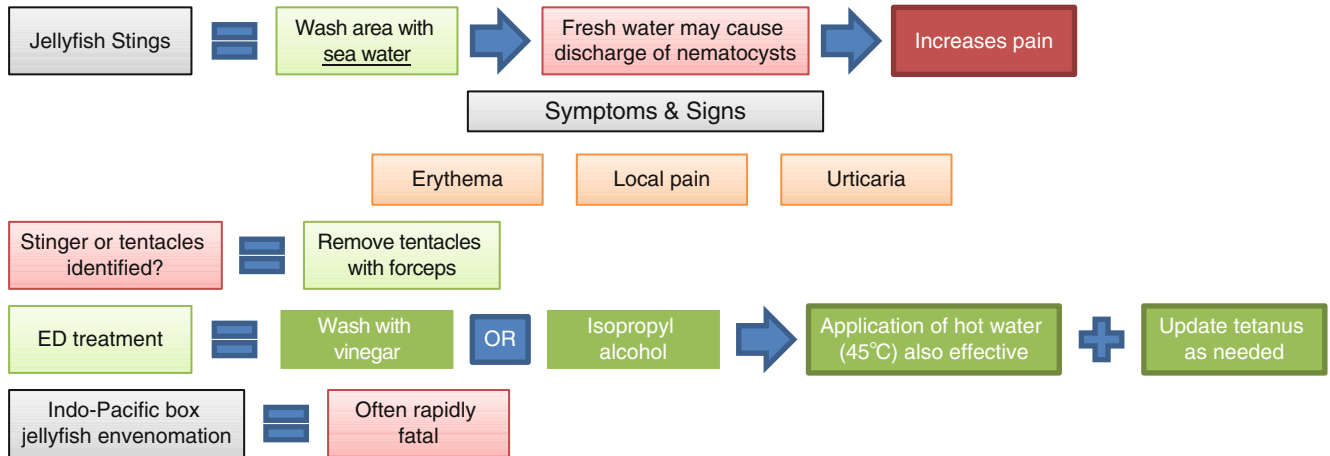 Jellyfish Stings
Wash area with
sea water
Fresh water may cause
discharge of nematocysts
Increases pain
Symptoms & Signs
Erythema
Local pain
Urticaria
Stinger or tentacles
identified?
Remove tentacles
with forceps
ED treatment
Wash with
vinegar
OR
Isopropyl
alcohol
Application of hot water
(45°C) also effective
Update tetanus
as needed
Indo-Pacific box
jellyfish envenomation
Often rapidly
fatal